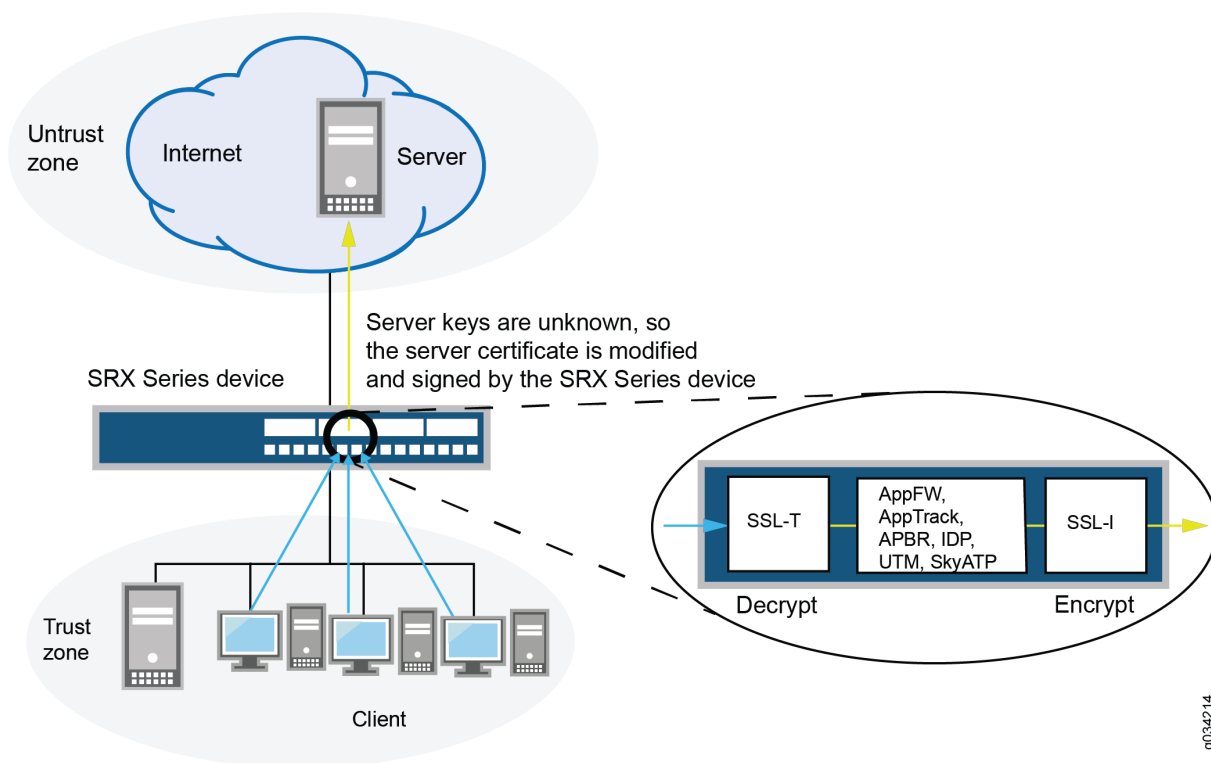 Untrust
zone
Internet
Server
Server keys are unknown, so
the server certificate is modified
and signed by the SRX Series device
SRX Series device
SSL-T
AppFW,
AppTrack,
APBR, IDP,
UTM, SkyATP
SSL-I
Decrypt
Encrypt
Trust
zone
Client
g034214